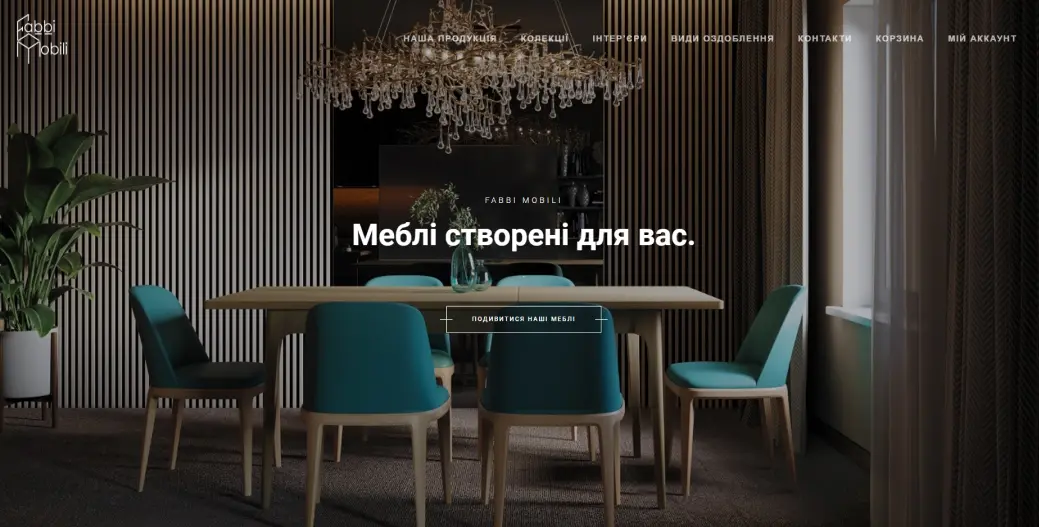 Fabbi
Mobili
НАША ПРОДУКЦІЯ КОЛЕКЦІЇ ІНТЕР'ЄРИ ВИДИ ОЗДОБЛЕННЯ КОНТАКТИ КОРЗИНА МІЙ АККАУНТ
FABBI MOBILI
Меблі створені для вас.
ПОДИВИТИСЯ НАШІ МЕБЛІ